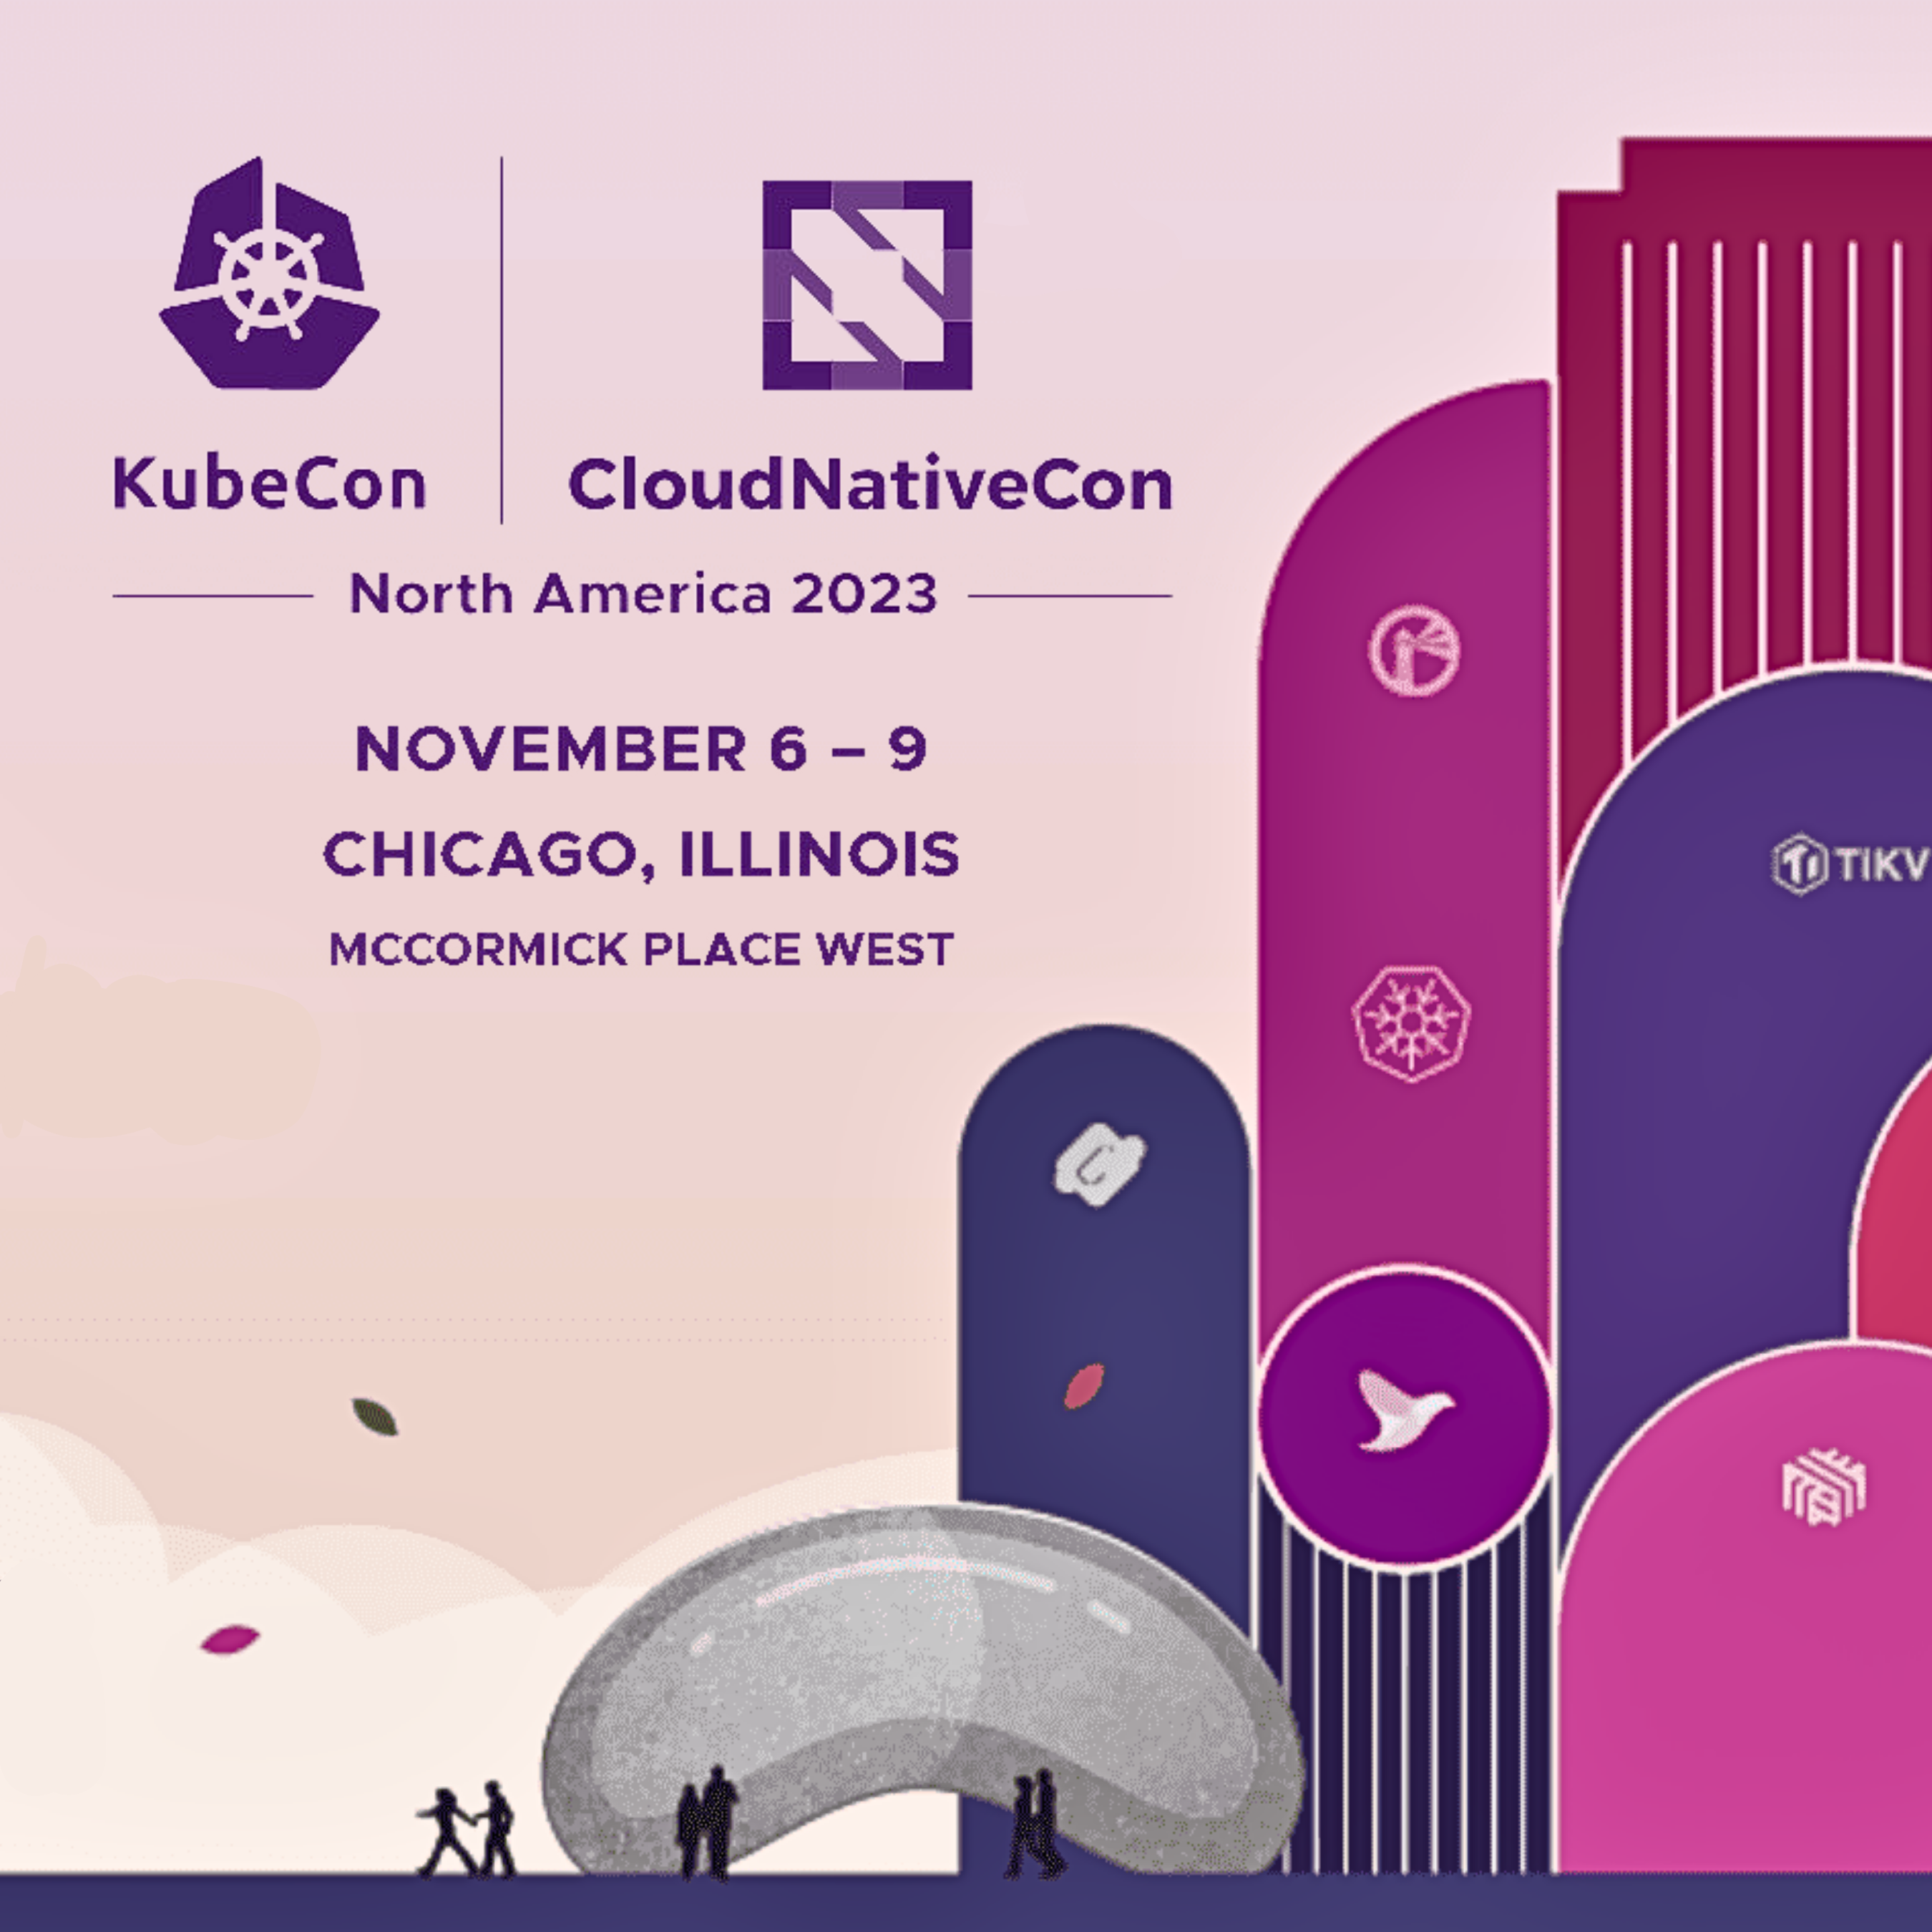 KubeCon
CloudNativeCon
North America 2023
NOVEMBER 6 – 9
CHICAGO, ILLINOIS
MCCORMICK PLACE WEST
TIKV